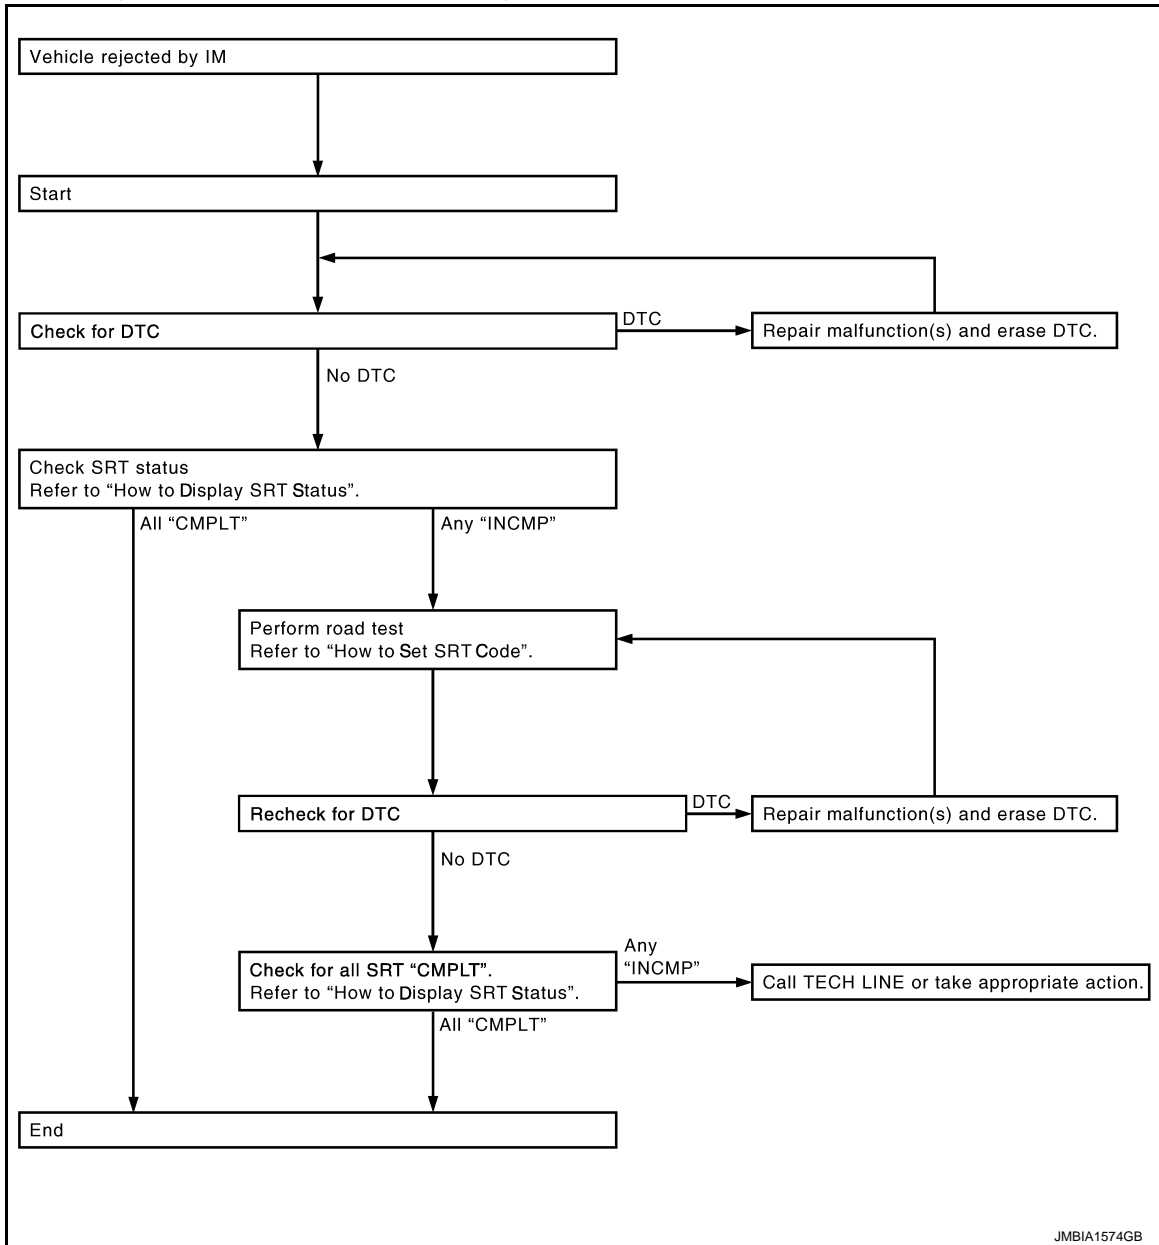 Vehicle rejected by IM
Start
Check for DTC
DTC
Repair malfunction(s) and erase DTC.
No DTC
Check SRT status
Refer to “How to Display SRT Status”.
All “CMPLT”
Any “INCMP”
Perform road test
Refer to “How to Set SRT Code”.
Recheck for DTC
DTC
Repair malfunction(s) and erase DTC.
No DTC
Check for all SRT “CMPLT”.
Refer to “How to Display SRT Status”.
Any
“INCMP”
Call TECH LINE or take appropriate action.
All “CMPLT”
End
JMBIA1574GB